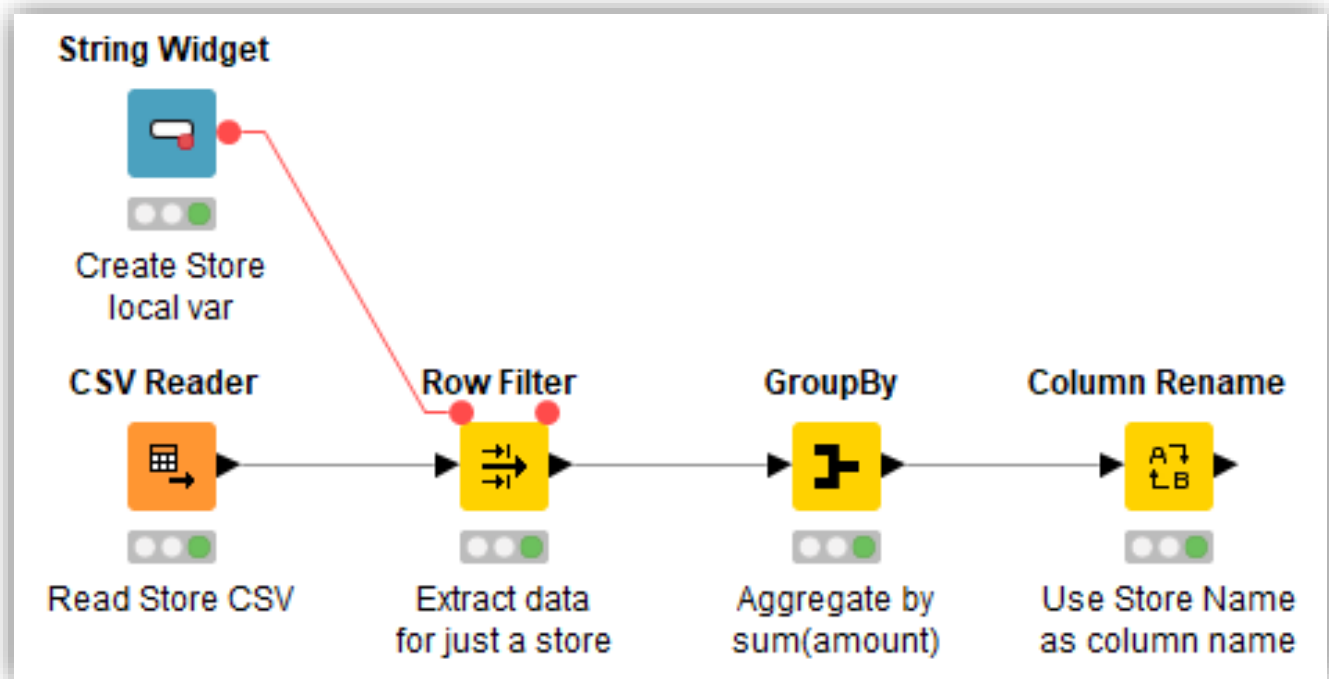 String Widget
Create Store
local var
CSV Reader
Row Filter
GroupBy
Column Rename
A
B
Read Store CSV
Extract data
for just a store
Aggregate by
sum(amount)
Use Store Name
as column name